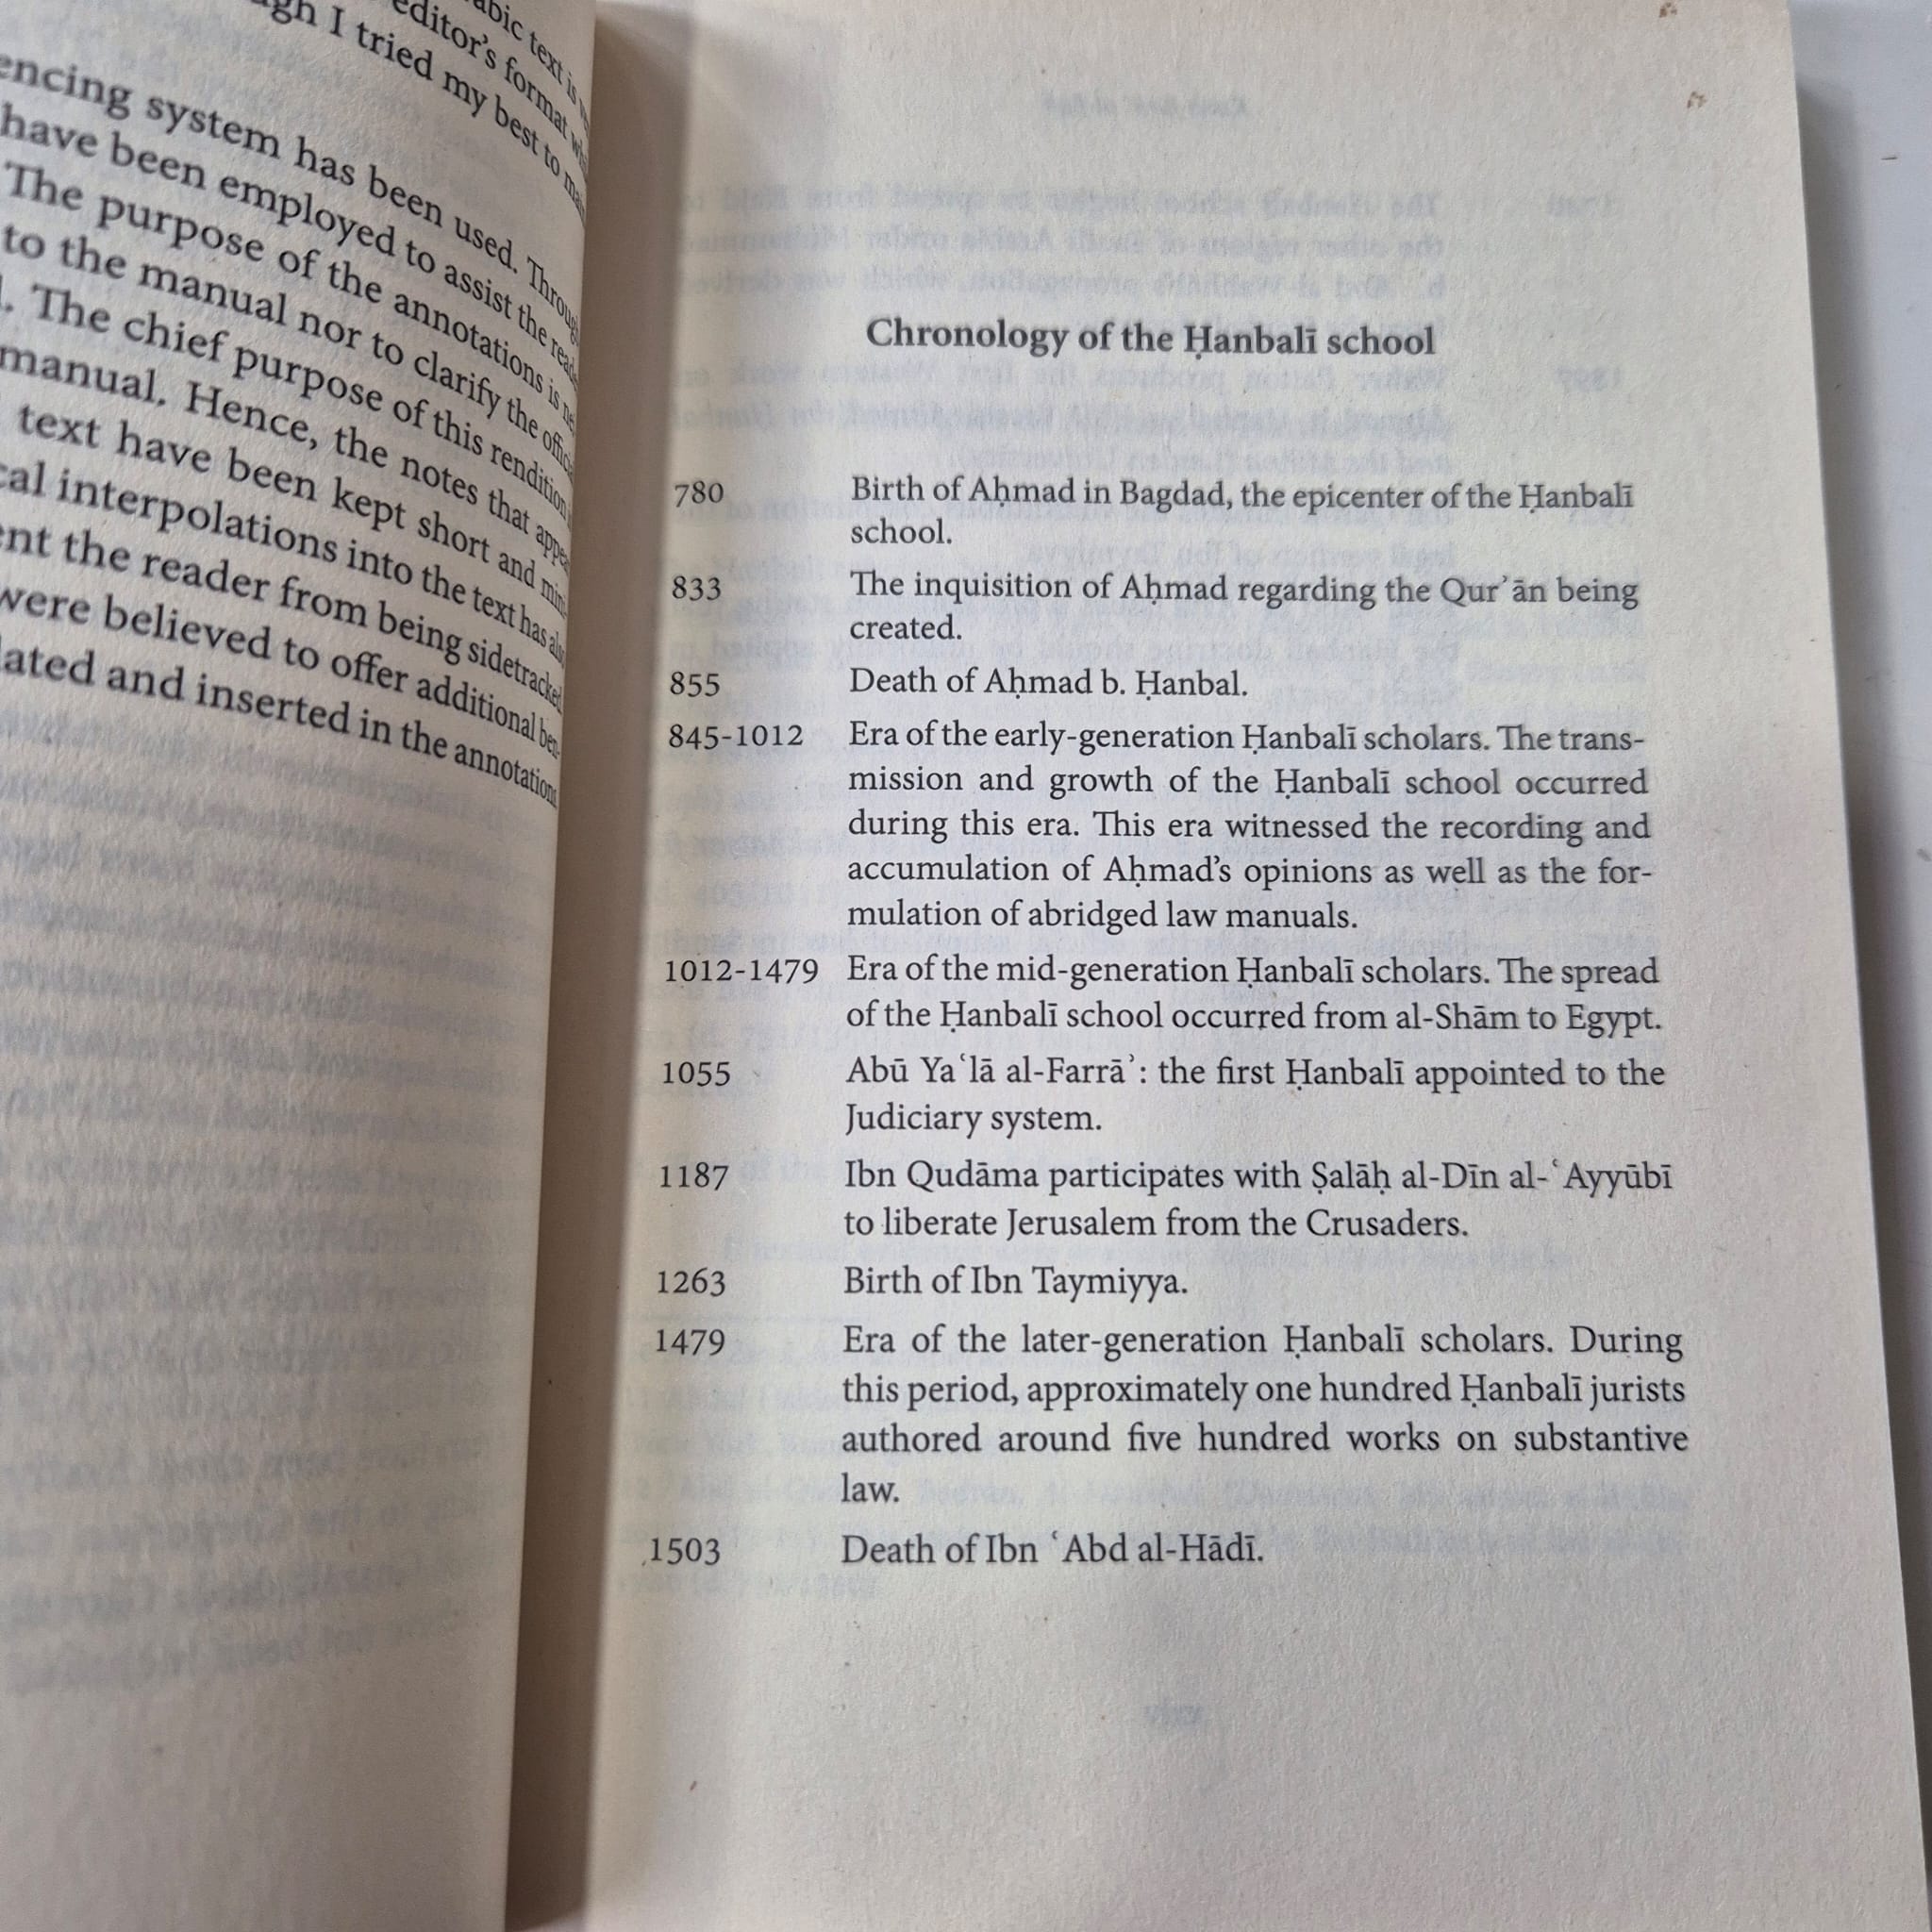 abic text is
editor's format
gh I tried my best to
encing system has been used.
have been employed to assist the
The purpose of the annotations is
to the manual nor to clarify the
. The chief purpose of this rendition
manual. Hence, the notes that
text have been kept short and
cal interpolations into the text has
ent the reader from being sidetracked
were believed to offer additional
lated and inserted in the annotations
Chronology of the Ḥanbalī school
780 Birth of Aḥmad in Bagdad, the epicenter of the Ḥanbalī
school.
833 The inquisition of Aḥmad regarding the Qurʾān being
created.
855 Death of Aḥmad b. Ḥanbal.
845-1012 Era of the early-generation Ḥanbalī scholars. The trans-
mission and growth of the Ḥanbalī school occurred
during this era. This era witnessed the recording and
accumulation of Aḥmad's opinions as well as the for-
mulation of abridged law manuals.
1012-1479 Era of the mid-generation Ḥanbalī scholars. The spread
of the Ḥanbalī school occurred from al-Shām to Egypt.
1055 Abū Yaʿlā al-Farrāʾ: the first Ḥanbalī appointed to the
Judiciary system.
1187 Ibn Qudāma participates with Ṣalāḥ al-Dīn al-ʿAyyūbī
to liberate Jerusalem from the Crusaders.
1263 Birth of Ibn Taymiyya.
1479 Era of the later-generation Ḥanbalī scholars. During
this period, approximately one hundred Ḥanbalī jurists
authored around five hundred works on substantive
law.
1503 Death of Ibn ʿAbd al-Hādī.